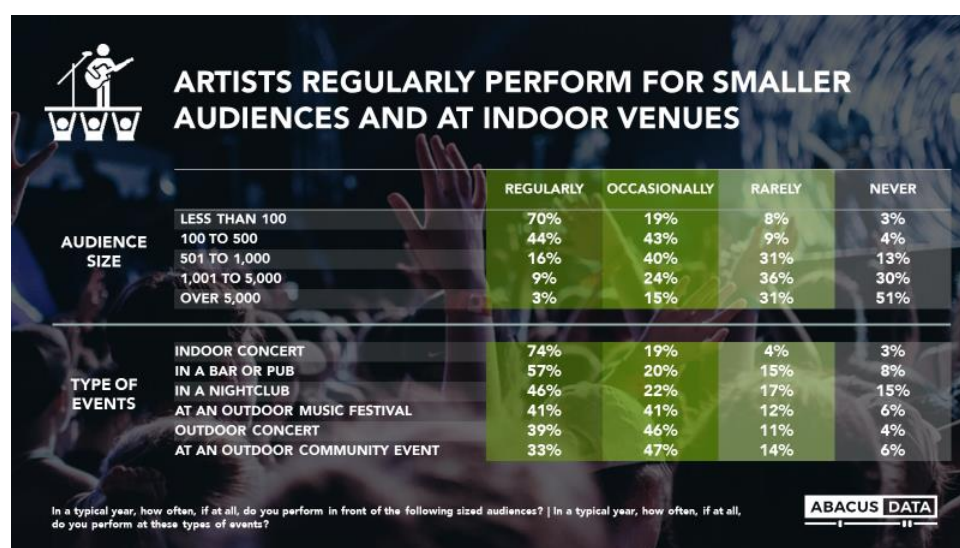 ARTISTS REGULARLY PERFORM FOR SMALLER
AUDIENCES AND AT INDOOR VENUES
REGULARLY OCCASIONALLY RARELY NEVER
AUDIENCE SIZE
LESS THAN 100 70% 19% 8% 3%
100 TO 500 44% 43% 9% 4%
501 TO 1,000 16% 40% 31% 13%
1,001 TO 5,000 9% 24% 36% 30%
OVER 5,000 3% 15% 31% 51%
TYPE OF EVENTS
INDOOR CONCERT 74% 19% 4% 3%
IN A BAR OR PUB 57% 20% 15% 8%
IN A NIGHTCLUB 46% 22% 17% 15%
AT AN OUTDOOR MUSIC FESTIVAL 41% 41% 12% 6%
OUTDOOR CONCERT 39% 46% 11% 4%
AT AN OUTDOOR COMMUNITY EVENT 33% 47% 14% 6%
In a typical year, how often, if at all, do you perform in front of the following sized audiences? | In a typical year, how often, if at all,
do you perform at these types of events?
ABACUS DATA